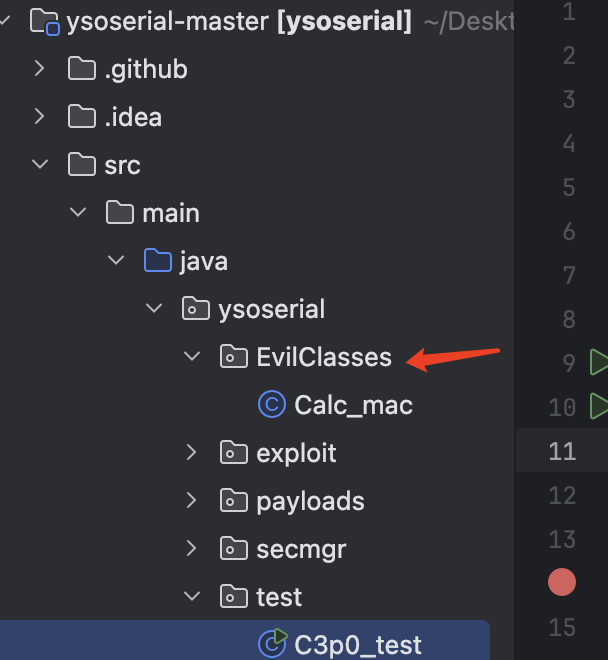 ysoserial-master [ysoserial] ~/Deskt
.github
.idea
src
main
java
ysoserial
EvilClasses
Calc_mac
exploit
payloads
secmgr
test
C3p0_test
1
2
3
4
5
6
7
8
9
10
11
12
13
15